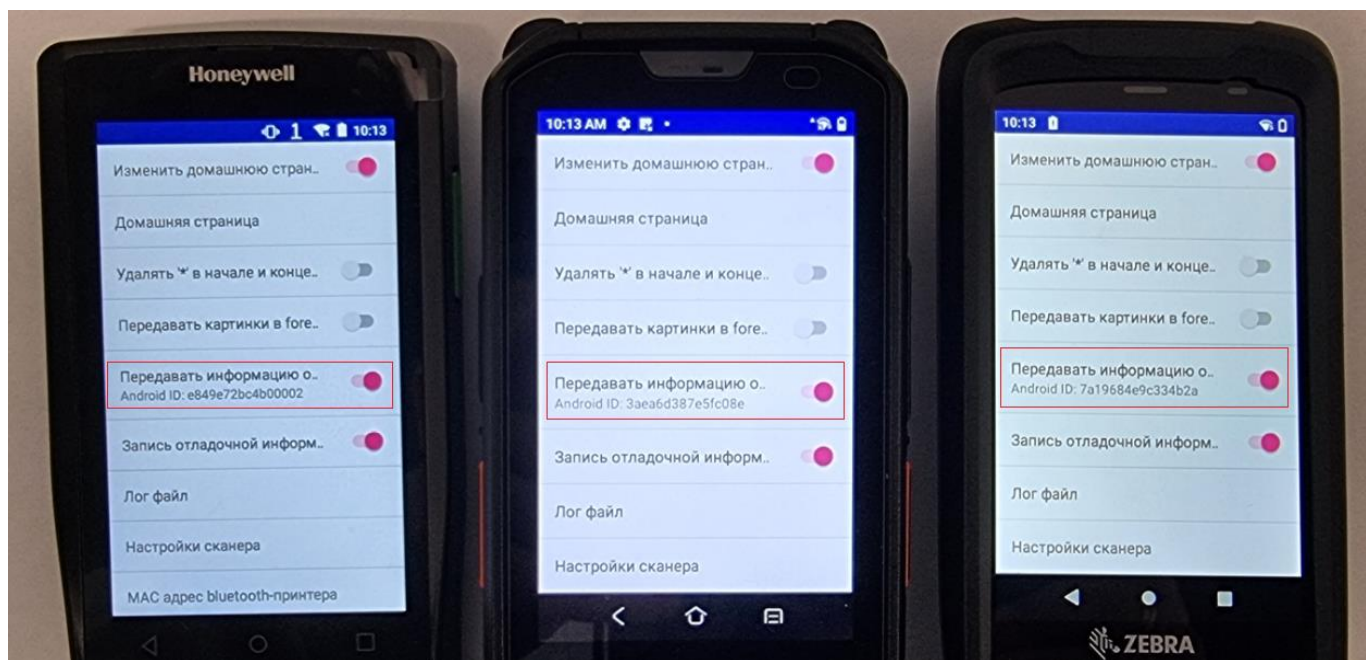 Honeywell
1 10:13
Изменить домашнюю стран..
Домашняя страница
Удалять '*' в начале и конце..
Передавать картинки в fore..
Передавать информацию о..
Android ID: e849e72bc4b00002
Запись отладочной информ..
Лог файл
Настройки сканера
MAC адрес bluetooth-принтера
10:13 AM
Изменить домашнюю стран..
Домашняя страница
Удалять '*' в начале и конце..
Передавать картинки в fore..
Передавать информацию о..
Android ID: 3aea6d387e5fc08e
Запись отладочной информ..
Лог файл
Настройки сканера
10:13
Изменить домашнюю стран..
Домашняя страница
Удалять '*' в начале и конце..
Передавать картинки в fore..
Передавать информацию о..
Android ID: 7a19684e9c334b2a
Запись отладочной информ..
Лог файл
Настройки сканера
ZEBRA